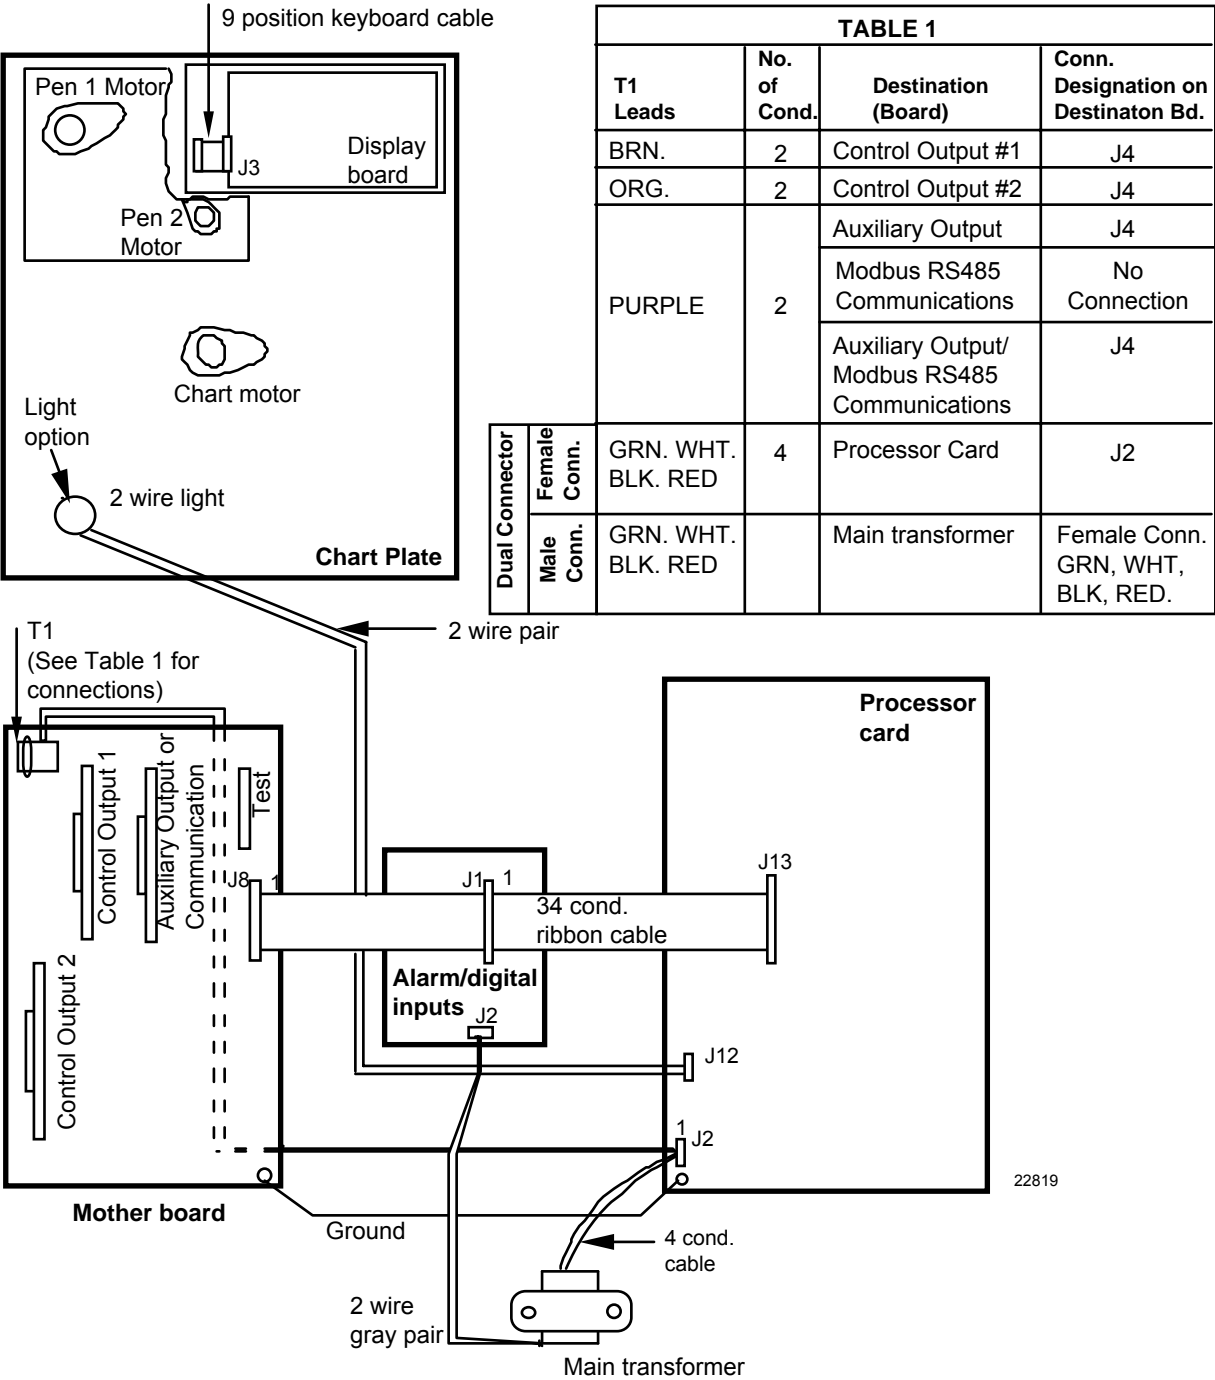 9 position keyboard cable
Pen 1 Motor
J3
Display
board
Pen 2
Motor
Chart motor
Light
option
2 wire light
Chart Plate
2 wire pair
TABLE 1
T1
Leads
No.
of
Cond.
Destination
(Board)
Conn.
Designation on
Destinaton Bd.
BRN. 2 Control Output #1 J4
ORG. 2 Control Output #2 J4
PURPLE 2
Auxiliary Output J4
Modbus RS485
Communications
No
Connection
Auxiliary Output/
Modbus RS485
Communications
J4
Dual Connector
Female
Conn.
GRN. WHT.
BLK. RED
4 Processor Card J2
Male
Conn.
GRN. WHT.
BLK. RED
Main transformer
Female Conn.
GRN, WHT,
BLK, RED.
T1
(See Table 1 for
connections)
Control Output 1
Auxiliary Output or
Communication
Test
J8 1
Control Output 2
Mother board
J1 1
34 cond.
ribbon cable
Alarm/digital
inputs
J2
Processor
card
J13
J12
1
J2
22819
Ground
4 cond.
cable
2 wire
gray pair
Main transformer